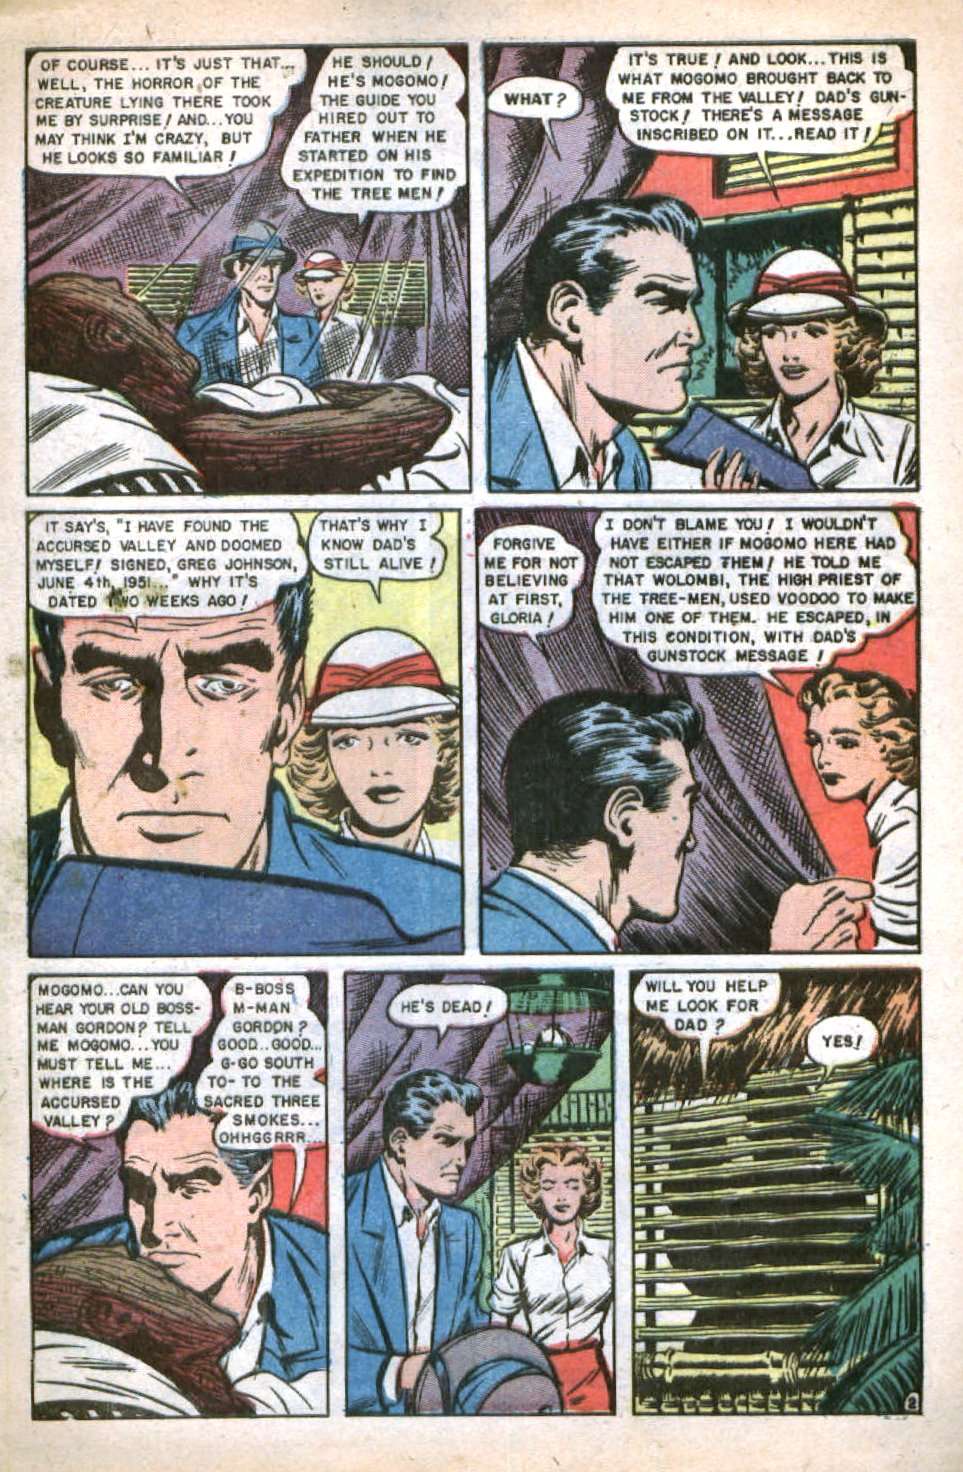 OF COURSE... IT'S JUST THAT...
WELL, THE HORROR OF THE
CREATURE LYING THERE TOOK
ME BY SURPRISE! AND...YOU
MAY THINK I'M CRAZY, BUT
HE LOOKS SO FAMILIAR!
HE SHOULD!
HE'S MOGOMO!
THE GUIDE YOU
HIRED OUT TO
FATHER WHEN HE
STARTED ON HIS
EXPEDITION TO FIND
THE TREE MEN!
WHAT?
IT'S TRUE! AND LOOK...THIS IS
WHAT MOGOMO BROUGHT BACK TO
ME FROM THE VALLEY! DAD'S GUN-
STOCK! THERE'S A MESSAGE
INSCRIBED ON IT...READ IT!
IT SAY'S, "I HAVE FOUND THE
ACCURSED VALLEY AND DOOMED
MYSELF! SIGNED, GREG JOHNSON,
JUNE 4th, 1951..." WHY IT'S
DATED TWO WEEKS AGO!
THAT'S WHY I
KNOW DAD'S
STILL ALIVE!
FORGIVE
ME FOR NOT
BELIEVING
AT FIRST,
GLORIA!
I DON'T BLAME YOU! I WOULDN'T
HAVE EITHER IF MOGOMO HERE HAD
NOT ESCAPED THEM! HE TOLD ME
THAT WOLOMBI, THE HIGH PRIEST OF
THE TREE-MEN, USED VOODOO TO MAKE
HIM ONE OF THEM. HE ESCAPED, IN
THIS CONDITION, WITH DAD'S
GUNSTOCK MESSAGE!
MOGOMO...CAN YOU
HEAR YOUR OLD BOSS-
MAN GORDON? TELL
ME MOGOMO...YOU
MUST TELL ME...
WHERE IS THE
ACCURSED
VALLEY?
B-BOSS
M-MAN
GORDON?
GOOD..GOOD...
G-GO SOUTH
TO- TO THE
SACRED THREE
SMOKES...
OHHGGRRR...
HE'S DEAD!
WILL YOU HELP
ME LOOK FOR
DAD?
YES!
2